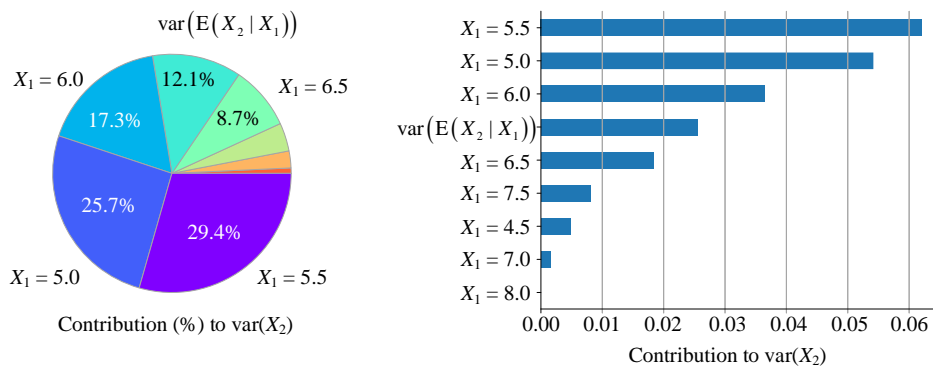 var(E(X₂ | X₁))
X₁ = 6.0
12.1%
X₁ = 6.5
17.3%
8.7%
25.7%
29.4%
X₁ = 5.0
X₁ = 5.5
Contribution (%) to var(X₂)
X₁ = 5.5
X₁ = 5.0
X₁ = 6.0
var(E(X₂ | X₁))
X₁ = 6.5
X₁ = 7.5
X₁ = 4.5
X₁ = 7.0
X₁ = 8.0
0.00 0.01 0.02 0.03 0.04 0.05 0.06
Contribution to var(X₂)